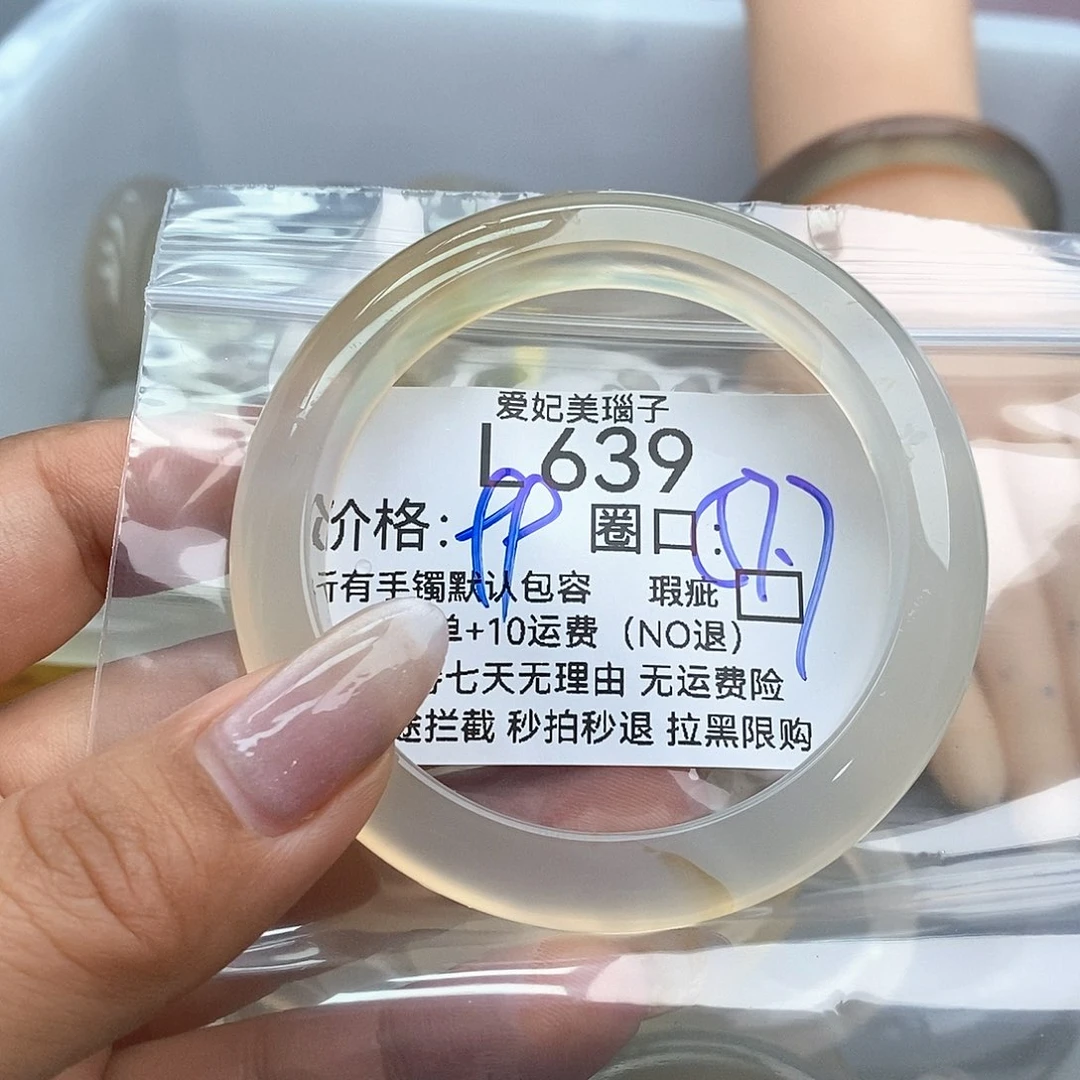 爱妃美瑙子
L639
价格: 圈口:
有手镯默认包容 瑕疵
单+10运费（NO退）
七天无理由 无运费险
途拦截 秒拍秒退 拉黑限购